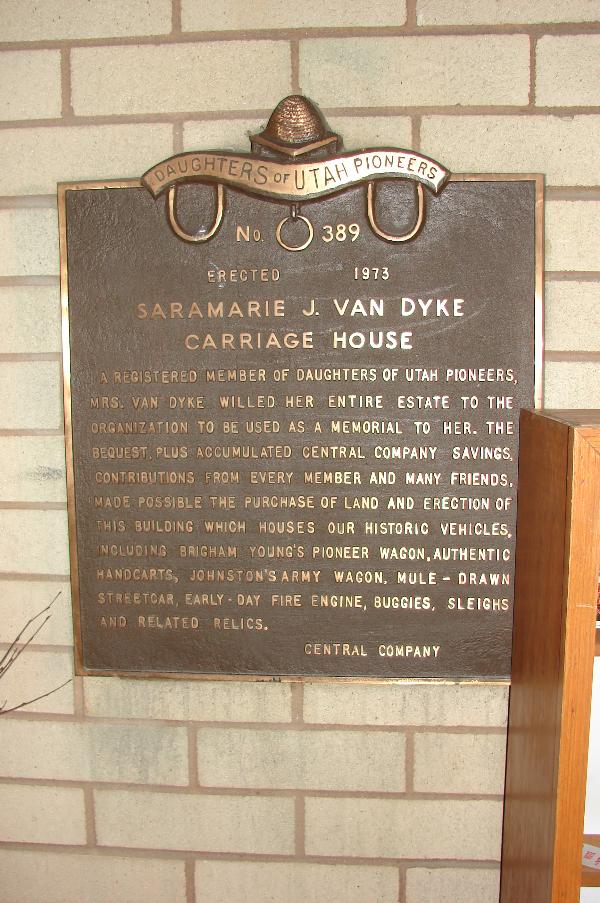 DAUGHTERS OF UTAH PIONEERS
No. 389
ERECTED 1973
SARAMARIE J. VAN DYKE
CARRIAGE HOUSE
A REGISTERED MEMBER OF DAUGHTERS OF UTAH PIONEERS,
MRS. VAN DYKE WILLED HER ENTIRE ESTATE TO THE
ORGANIZATION TO BE USED AS A MEMORIAL TO HER. THE
BEQUEST, PLUS ACCUMULATED CENTRAL COMPANY SAVINGS,
CONTRIBUTIONS FROM EVERY MEMBER AND MANY FRIENDS,
MADE POSSIBLE THE PURCHASE OF LAND AND ERECTION OF
THIS BUILDING WHICH HOUSES OUR HISTORIC VEHICLES,
INCLUDING BRIGHAM YOUNG'S PIONEER WAGON, AUTHENTIC
HANDCARTS, JOHNSTON'S ARMY WAGON, MULE - DRAWN
STREETCAR, EARLY - DAY FIRE ENGINE, BUGGIES, SLEIGHS
AND RELATED RELICS.
CENTRAL COMPANY